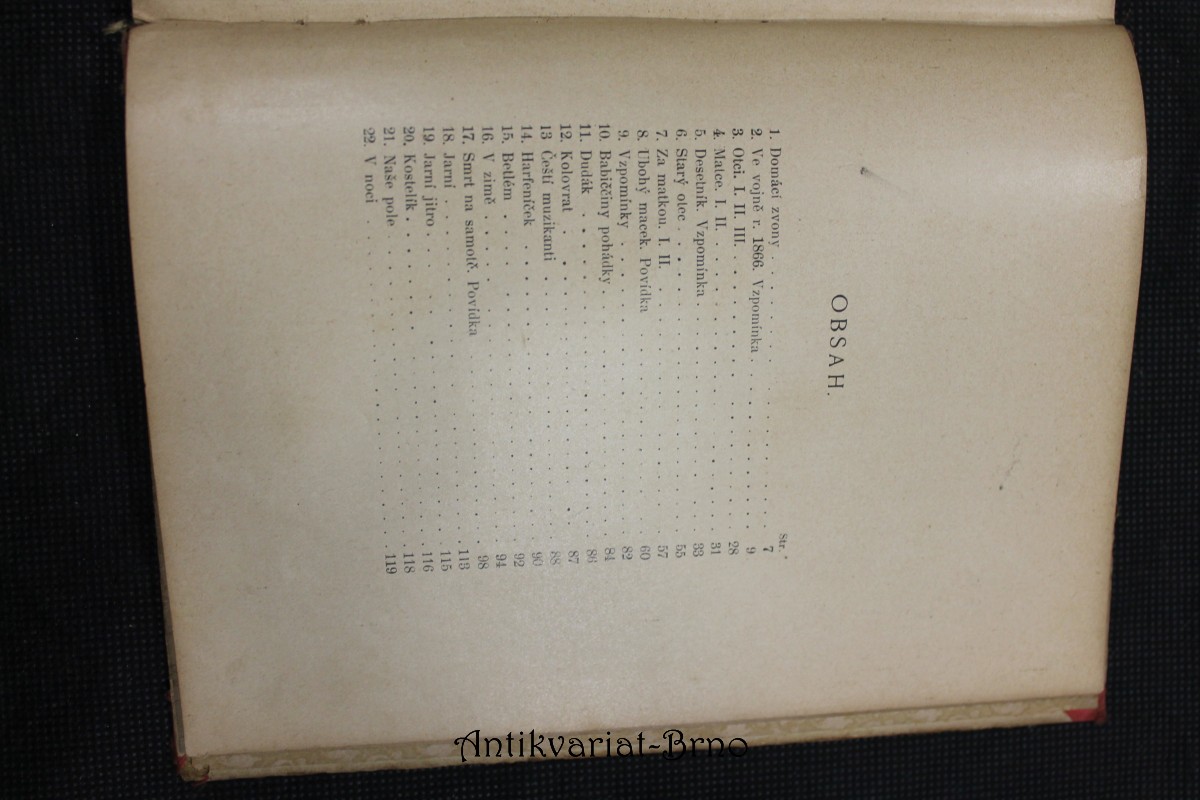 OBSAH.
Str.
1. Domácí zvony . . . . . . . . . . . . . . . 7
2. Ve vojně r. 1866. Vzpomínka . . . . . . . . . . 9
3. Otci. I. II. III. . . . . . . . . . . . . . . . 28
4. Matce. I. II. . . . . . . . . . . . . . . . . 31
5. Desetník. Vzpomínka . . . . . . . . . . . . . 33
6. Starý otec . . . . . . . . . . . . . . . . . 55
7. Za matkou. I. II. . . . . . . . . . . . . . . 57
8. Ubohý macek. Povídka . . . . . . . . . . . . 60
9. Vzpomínky . . . . . . . . . . . . . . . . . 82
10. Babiččiny pohádky . . . . . . . . . . . . . . 84
11. Dudák . . . . . . . . . . . . . . . . . . . 86
12. Kolovrat . . . . . . . . . . . . . . . . . . 87
13 Čeští muzikanti . . . . . . . . . . . . . . . 88
14. Harfeníček . . . . . . . . . . . . . . . . . 90
15. Betlém . . . . . . . . . . . . . . . . . . . 92
16. V zimě . . . . . . . . . . . . . . . . . . . 94
17. Smrt na samotě. Povídka . . . . . . . . . . . 98
18. Jarní . . . . . . . . . . . . . . . . . . . 113
19. Jarní jitro . . . . . . . . . . . . . . . . . 115
20. Kostelík . . . . . . . . . . . . . . . . . . 116
21. Naše pole . . . . . . . . . . . . . . . . . 118
22. V noci . . . . . . . . . . . . . . . . . . . 119
Antikvariat-Brno